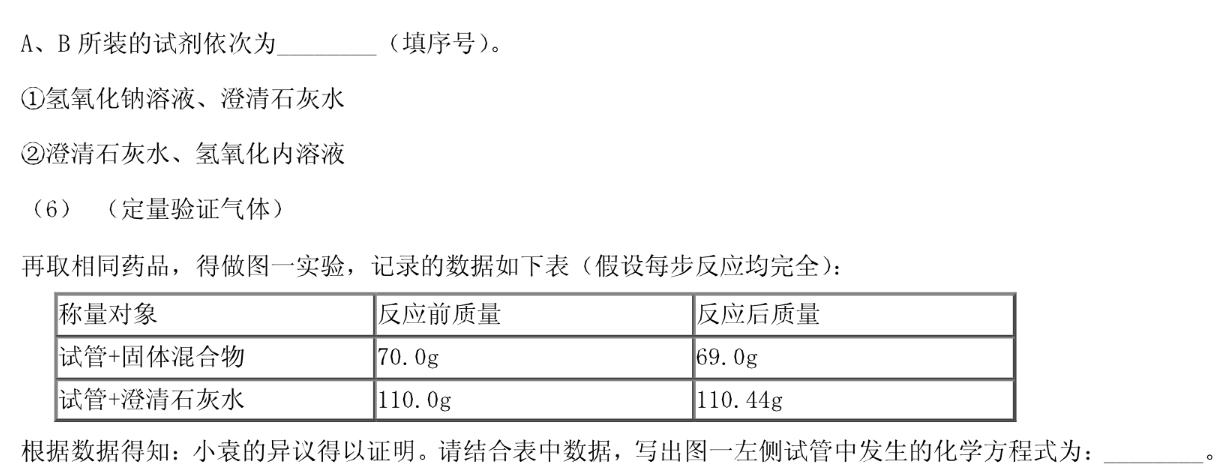 A、B 所装的试剂依次为________（填序号）。
①氢氧化钠溶液、澄清石灰水
②澄清石灰水、氢氧化内溶液
（6） （定量验证气体）
再取相同药品，得做图一实验，记录的数据如下表（假设每步反应均完全）：
称量对象 反应前质量 反应后质量
试管+固体混合物 70.0g 69.0g
试管+澄清石灰水 110.0g 110.44g
根据数据得知：小袁的异议得以证明。请结合表中数据，写出图一左侧试管中发生的化学方程式为：________。